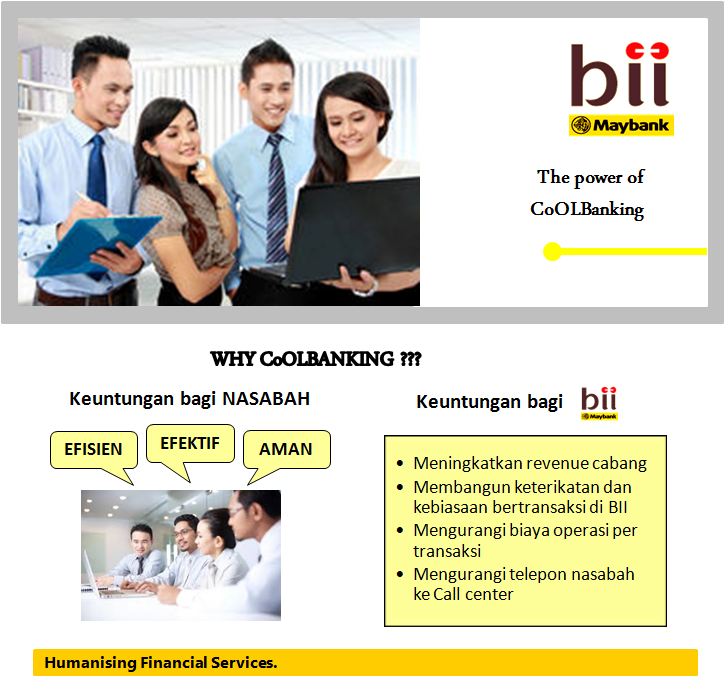 bii
Maybank
The power of
CoOLBanking
WHY CoOLBANKING ???
Keuntungan bagi NASABAH
EFISIEN
EFEKTIF
AMAN
Keuntungan bagi
bii
Maybank
• Meningkatkan revenue cabang
• Membangun keterikatan dan
kebiasaan bertransaksi di BII
• Mengurangi biaya operasi per
transaksi
• Mengurangi telepon nasabah
ke Call center
Humanising Financial Services.